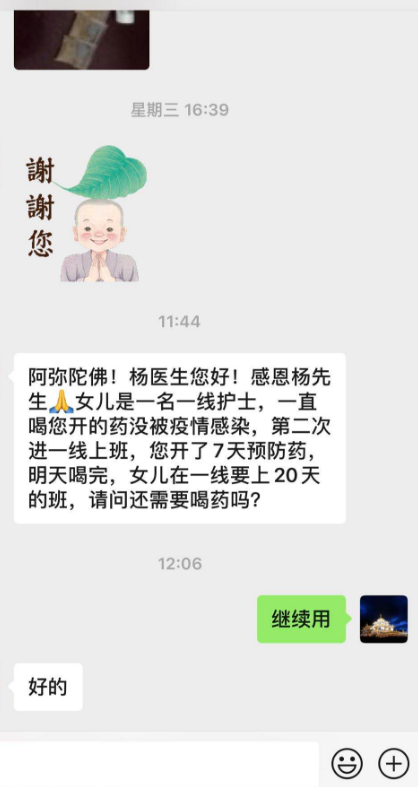 星期三 16:39
謝
謝
您
11:44
阿弥陀佛！杨医生您好！感恩杨先
生🙏女儿是一名一线护士，一直
喝您开的药没被疫情感染，第二次
进一线上班，您开了7天预防药，
明天喝完，女儿在一线要上20天
的班，请问还需要喝药吗？
12:06
继续用
好的